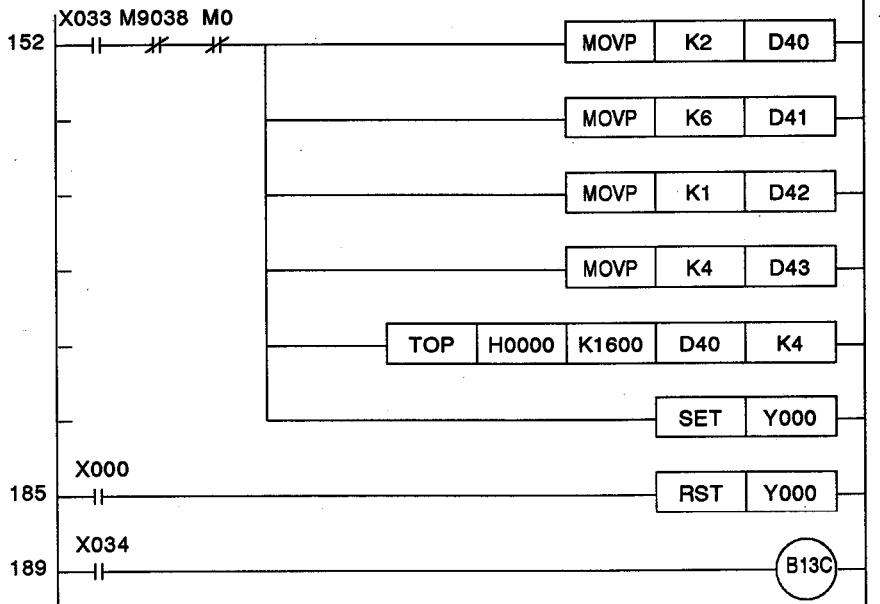 X033 M9038 M0
152 MOVP K2 D40
MOVP K6 D41
MOVP K1 D42
MOVP K4 D43
TOP H0000 K1600 D40 K4
SET Y000
X000
185 RST Y000
X034
189 B13C